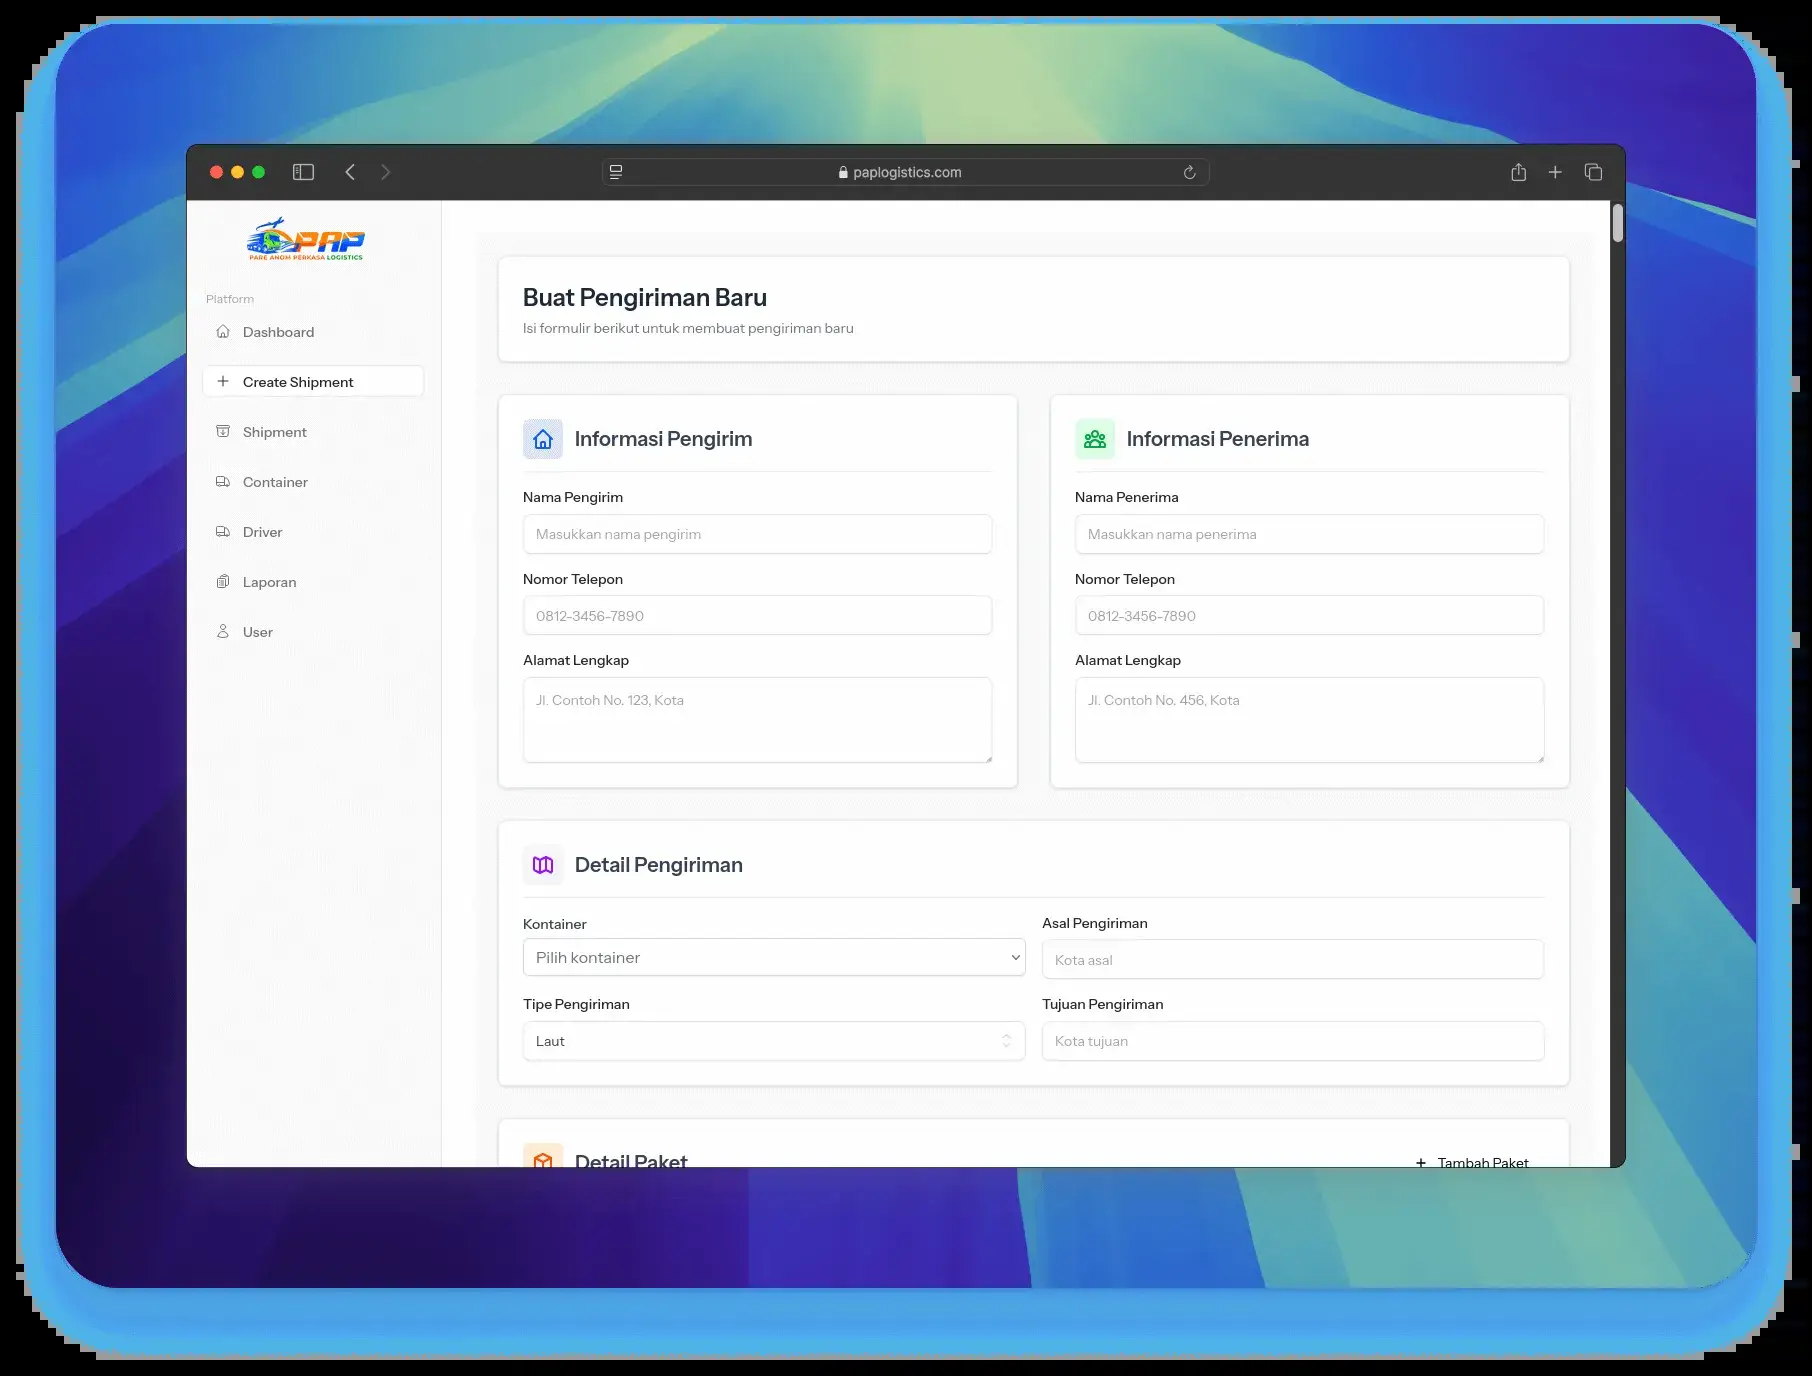 paplogistics.com
PAP
PARE ANOM PERKASA LOGISTICS
Platform
Dashboard
Create Shipment
Shipment
Container
Driver
Laporan
User
Buat Pengiriman Baru
Isi formulir berikut untuk membuat pengiriman baru
Informasi Pengirim
Nama Pengirim
Masukkan nama pengirim
Nomor Telepon
0812-3456-7890
Alamat Lengkap
Jl. Contoh No. 123, Kota
Informasi Penerima
Nama Penerima
Masukkan nama penerima
Nomor Telepon
0812-3456-7890
Alamat Lengkap
Jl. Contoh No. 456, Kota
Detail Pengiriman
Kontainer
Pilih kontainer
Asal Pengiriman
Kota asal
Tipe Pengiriman
Laut
Tujuan Pengiriman
Kota tujuan
Detail Paket
+ Tambah Paket